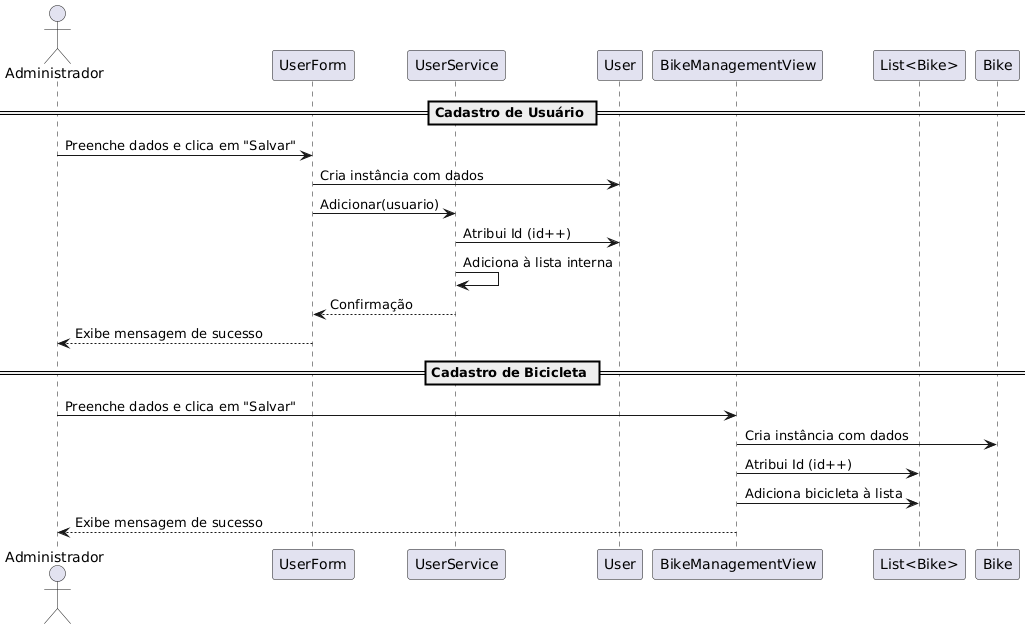 Administrador
UserForm
UserService
User
BikeManagementView
List<Bike>
Bike
Cadastro de Usuário
Preenche dados e clica em "Salvar"
Cria instância com dados
Adicionar(usuario)
Atribui Id (id++)
Adiciona à lista interna
Confirmação
Exibe mensagem de sucesso
Cadastro de Bicicleta
Preenche dados e clica em "Salvar"
Cria instância com dados
Atribui Id (id++)
Adiciona bicicleta à lista
Exibe mensagem de sucesso
Administrador
UserForm
UserService
User
BikeManagementView
List<Bike>
Bike